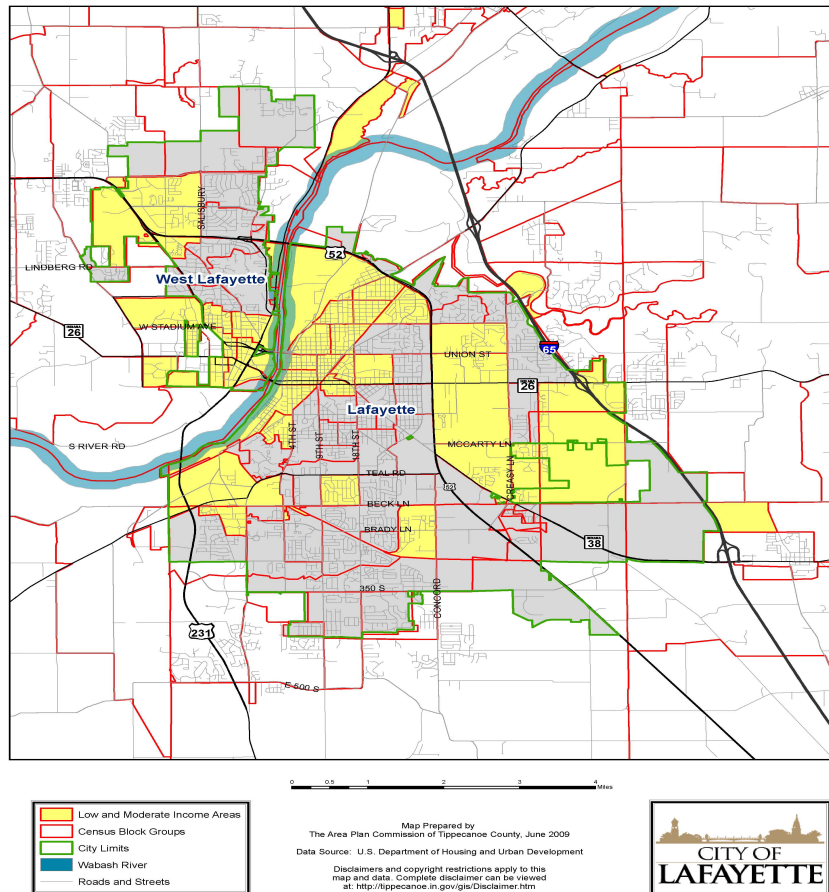 SALISBURY
52
LINDBERG RD
West Lafayette
INDIANA
26
W STADIUM AVE
65
UNION ST
26
Lafayette
4TH ST
9TH ST
18TH ST
MCCARTY LN
S RIVER RD
TEAL RD
CREASY LN
52
BECK LN
BRADY LN
INDIANA
38
350 S
CONCORD
231
E 500 S
0 0.5 1 2 3 4
Miles
Low and Moderate Income Areas
Census Block Groups
City Limits
Wabash River
Roads and Streets
Map Prepared by
The Area Plan Commission of Tippecanoe County, June 2009
Data Source: U.S. Department of Housing and Urban Development
Disclaimers and copyright restrictions apply to this
map and data. Complete disclaimer can be viewed
at: http://tippecanoe.in.gov/gis/Disclaimer.htm
CITY OF
LAFAYETTE